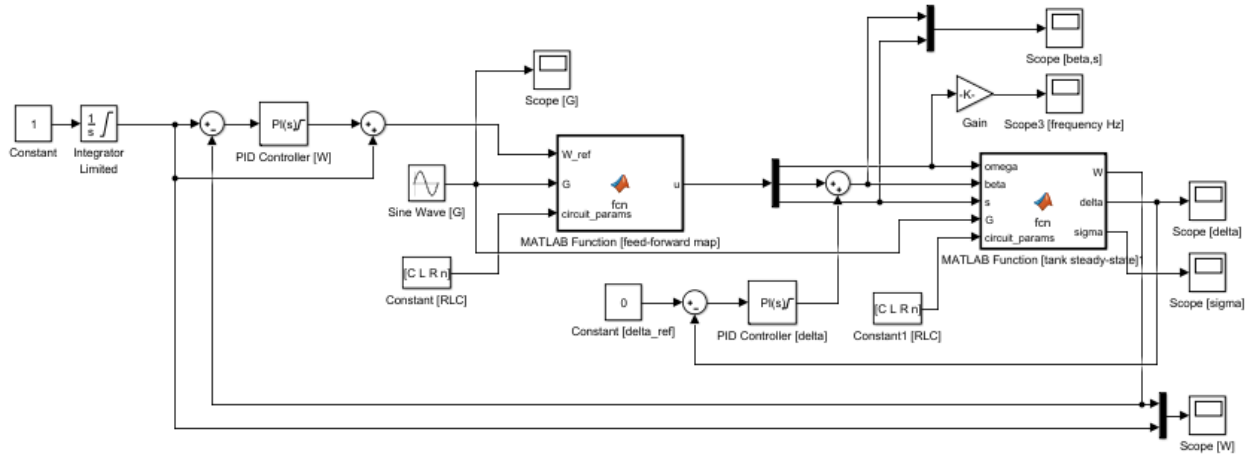 Scope [beta,s]
Scope [G]
-K-
Gain
Scope3 [frequency Hz]
1
Constant
1
s
Integrator
Limited
+
-
PI(s)
PID Controller [W]
+
+
Sine Wave [G]
W_ref
G
circuit_params
fcn
u
MATLAB Function [feed-forward map]
[C L R n]
Constant [RLC]
+
+
omega
beta
s
G
circuit_params
fcn
W
delta
sigma
MATLAB Function [tank steady-state]1
Scope [delta]
Scope [sigma]
0
Constant [delta_ref]
+
-
PI(s)
PID Controller [delta]
[C L R n]
Constant1 [RLC]
Scope [W]